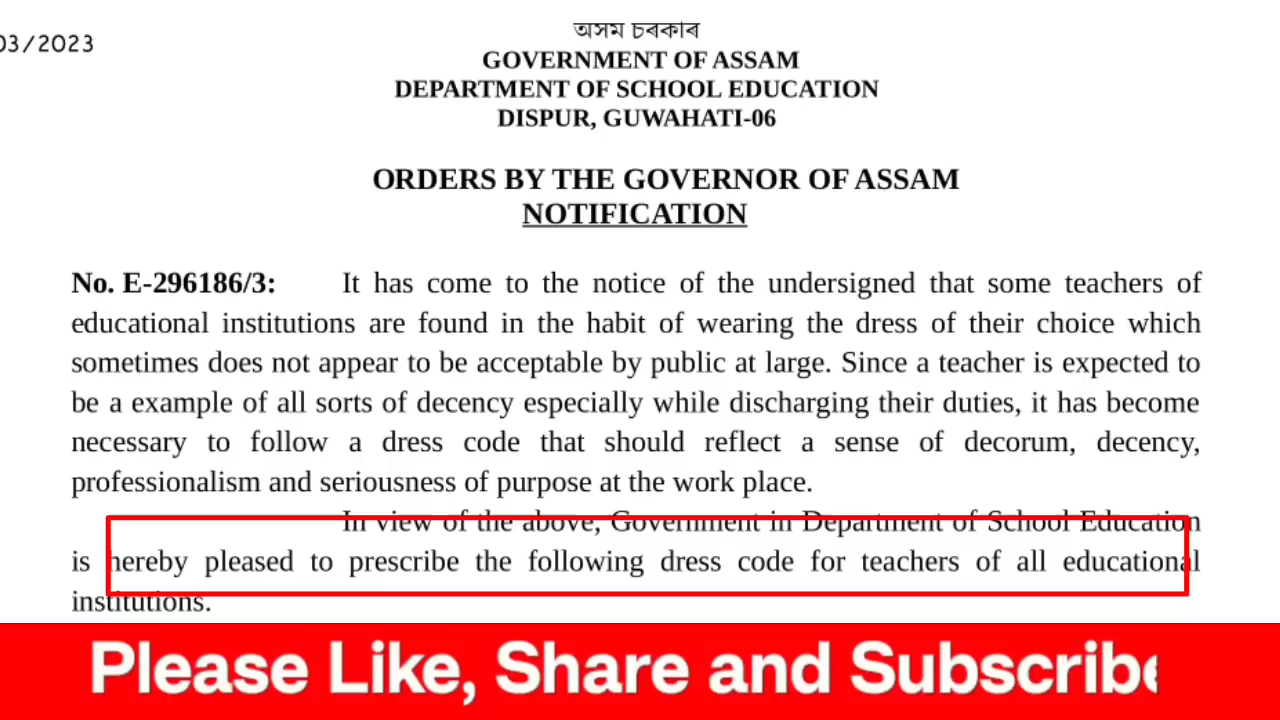 03/2023
অসম চৰকাৰ
GOVERNMENT OF ASSAM
DEPARTMENT OF SCHOOL EDUCATION
DISPUR, GUWAHATI-06
ORDERS BY THE GOVERNOR OF ASSAM
NOTIFICATION
No. E-296186/3: It has come to the notice of the undersigned that some teachers of
educational institutions are found in the habit of wearing the dress of their choice which
sometimes does not appear to be acceptable by public at large. Since a teacher is expected to
be a example of all sorts of decency especially while discharging their duties, it has become
necessary to follow a dress code that should reflect a sense of decorum, decency,
professionalism and seriousness of purpose at the work place.
In view of the above, Government in Department of School Education
is hereby pleased to prescribe the following dress code for teachers of all educational
institutions.
Please Like, Share and Subscribe